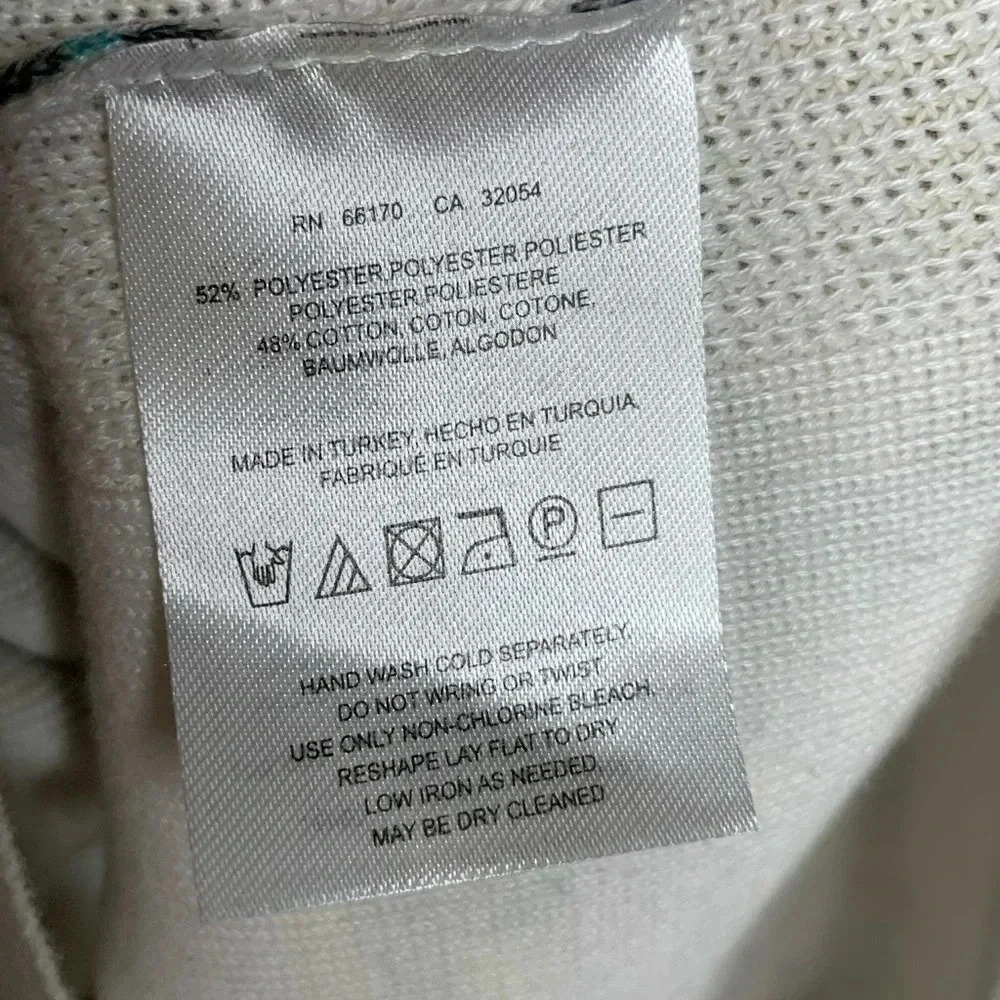 RN 66170 CA 32054
52% POLYESTER POLYESTER POLIESTER
POLYESTER, POLIESTERE
48% COTTON, COTON, COTONE,
BAUMWOLLE, ALGODON
MADE IN TURKEY, HECHO EN TURQUIA,
FABRIQUE EN TURQUIE
P
HAND WASH COLD SEPARATELY.
DO NOT WRING OR TWIST
USE ONLY NON-CHLORINE BLEACH.
RESHAPE LAY FLAT TO DRY
LOW IRON AS NEEDED
MAY BE DRY CLEANED